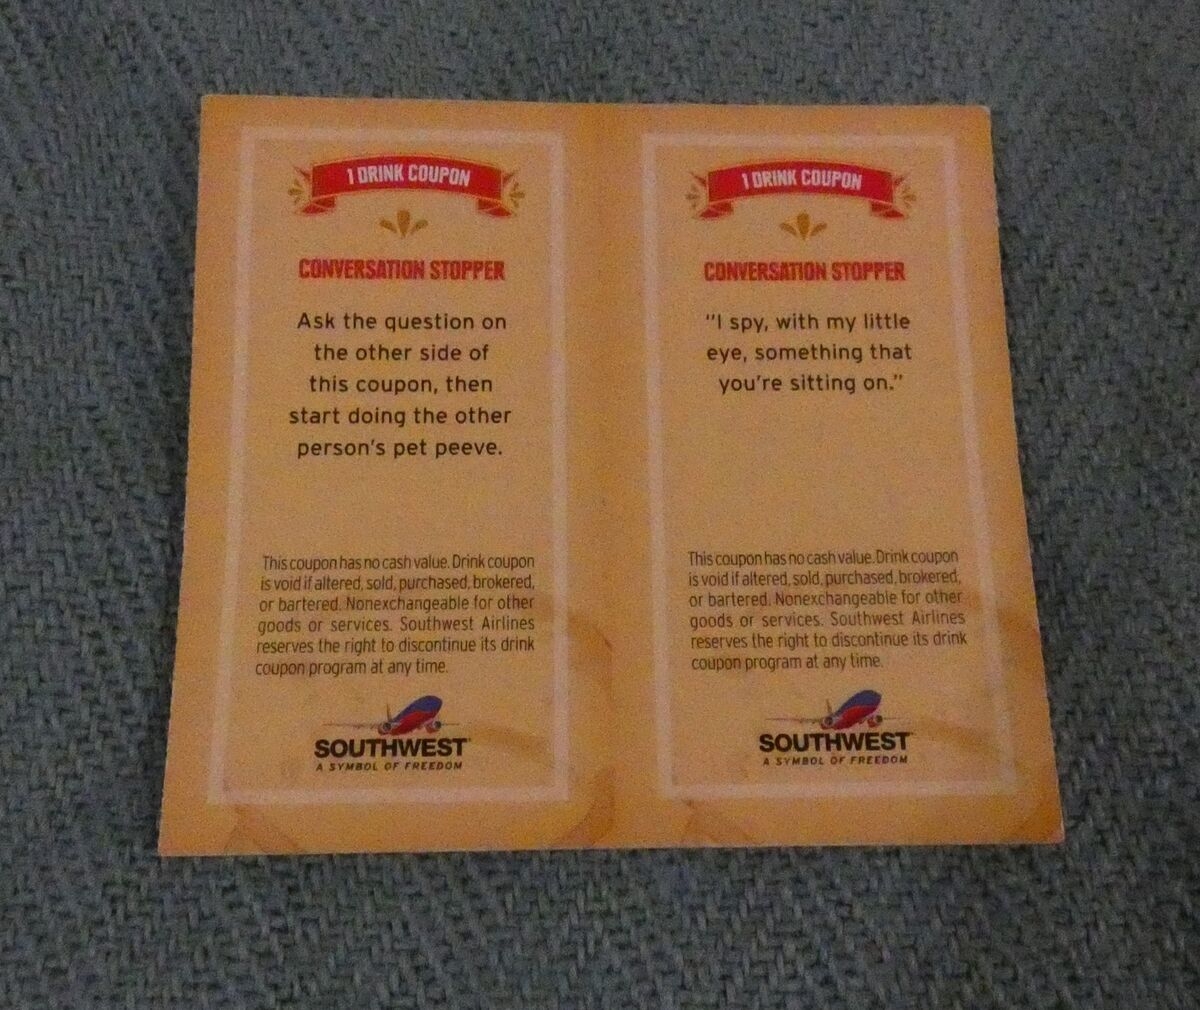 1 DRINK COUPON
CONVERSATION STOPPER
Ask the question on
the other side of
this coupon, then
start doing the other
person's pet peeve.
This coupon has no cash value. Drink coupon
is void if altered, sold, purchased, brokered,
or bartered. Nonexchangeable for other
goods or services. Southwest Airlines
reserves the right to discontinue its drink
coupon program at any time.
SOUTHWEST
A SYMBOL OF FREEDOM
1 DRINK COUPON
CONVERSATION STOPPER
"I spy, with my little
eye, something that
you're sitting on."
This coupon has no cash value. Drink coupon
is void if altered, sold, purchased, brokered,
or bartered. Nonexchangeable for other
goods or services. Southwest Airlines
reserves the right to discontinue its drink
coupon program at any time.
SOUTHWEST
A SYMBOL OF FREEDOM